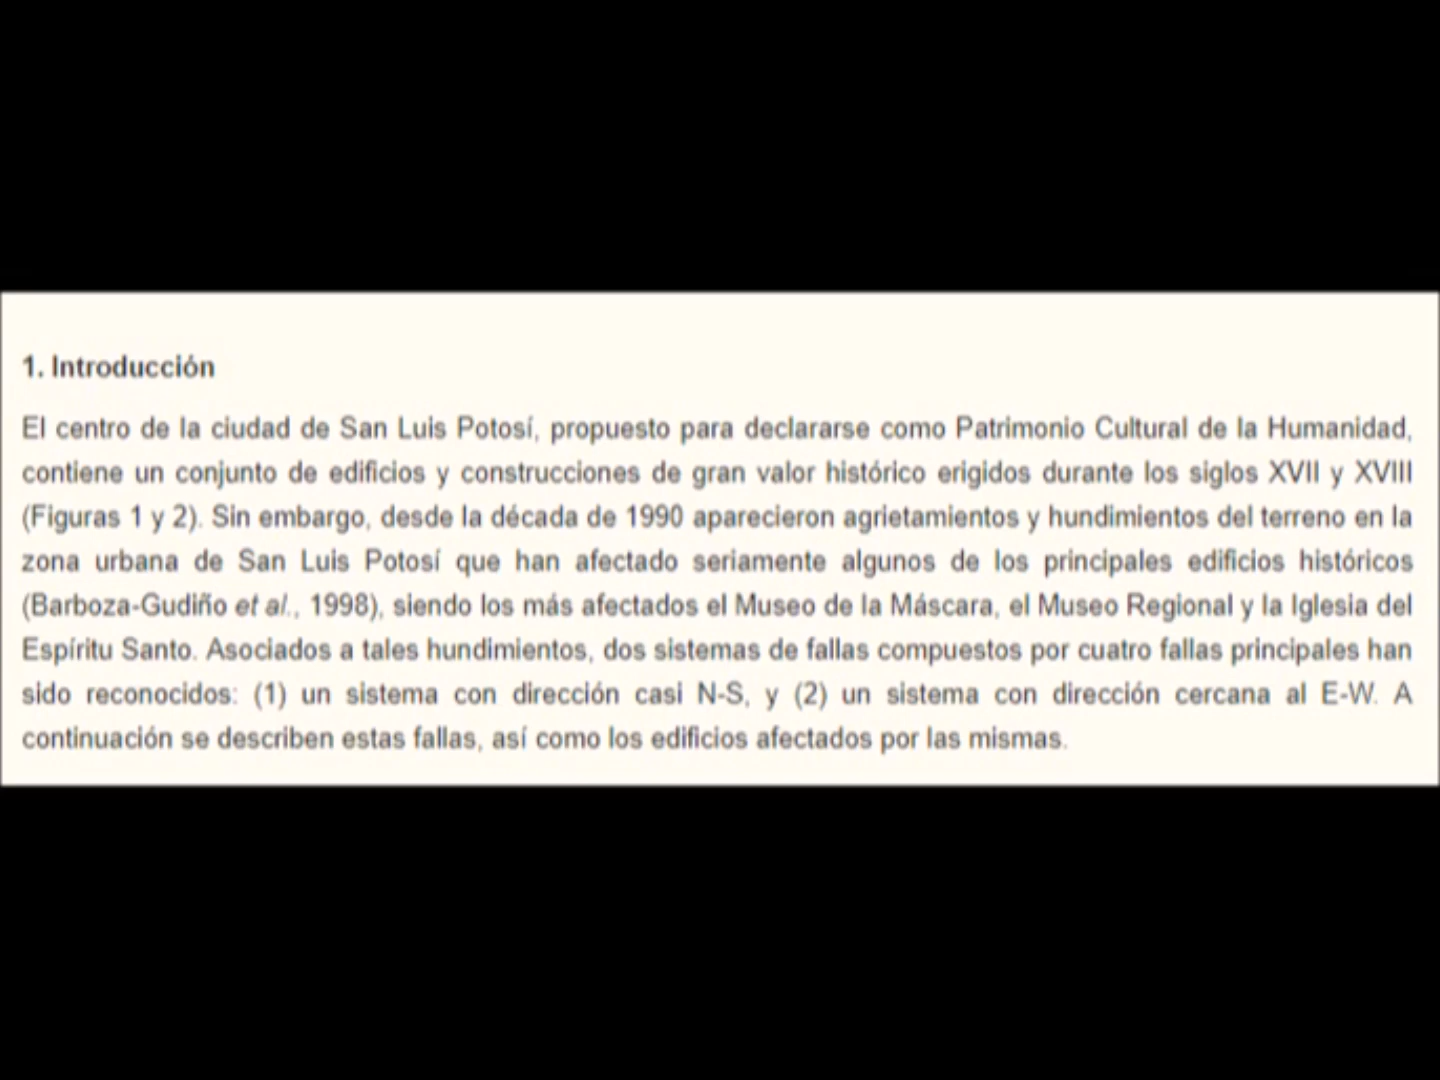 1. Introducción
El centro de la ciudad de San Luis Potosí, propuesto para declararse como Patrimonio Cultural de la Humanidad,
contiene un conjunto de edificios y construcciones de gran valor histórico erigidos durante los siglos XVII y XVIII
(Figuras 1 y 2). Sin embargo, desde la década de 1990 aparecieron agrietamientos y hundimientos del terreno en la
zona urbana de San Luis Potosí que han afectado seriamente algunos de los principales edificios históricos
(Barboza-Gudiño et al., 1998), siendo los más afectados el Museo de la Máscara, el Museo Regional y la Iglesia del
Espíritu Santo. Asociados a tales hundimientos, dos sistemas de fallas compuestos por cuatro fallas principales han
sido reconocidos: (1) un sistema con dirección casi N-S, y (2) un sistema con dirección cercana al E-W. A
continuación se describen estas fallas, así como los edificios afectados por las mismas.